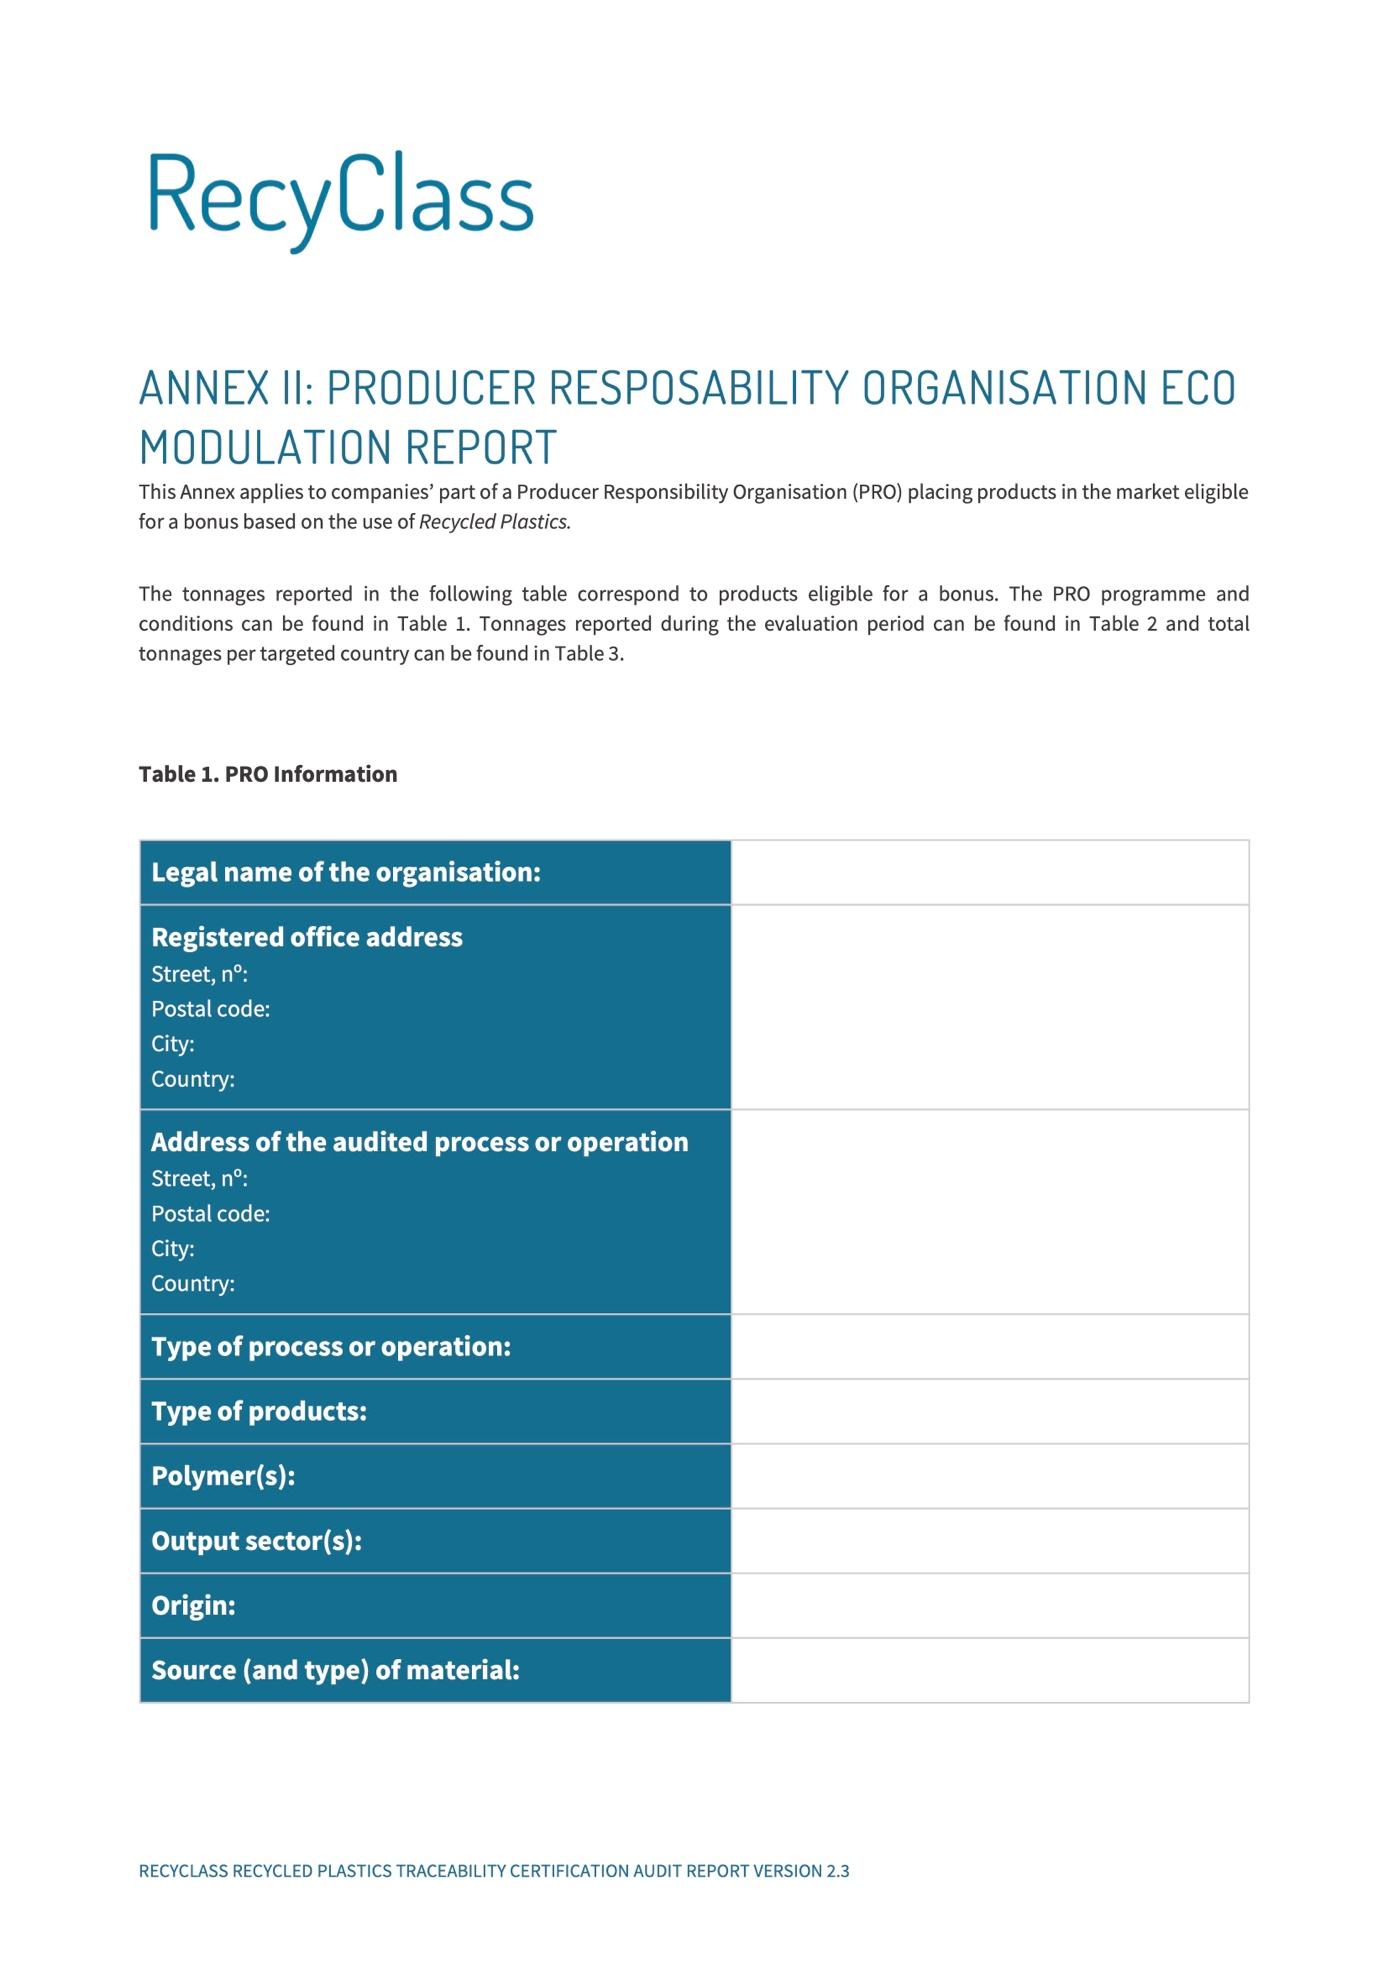 RecyClass
ANNEX II: PRODUCER RESPOSABILITY ORGANISATION ECO
MODULATION REPORT
This Annex applies to companies’ part of a Producer Responsibility Organisation (PRO) placing products in the market eligible
for a bonus based on the use of Recycled Plastics.
The tonnages reported in the following table correspond to products eligible for a bonus. The PRO programme and
conditions can be found in Table 1. Tonnages reported during the evaluation period can be found in Table 2 and total
tonnages per targeted country can be found in Table 3.
Table 1. PRO Information
Legal name of the organisation:
Registered office address
Street, nº:
Postal code:
City:
Country:
Address of the audited process or operation
Street, nº:
Postal code:
City:
Country:
Type of process or operation:
Type of products:
Polymer(s):
Output sector(s):
Origin:
Source (and type) of material:
RECYCLASS RECYCLED PLASTICS TRACEABILITY CERTIFICATION AUDIT REPORT VERSION 2.3